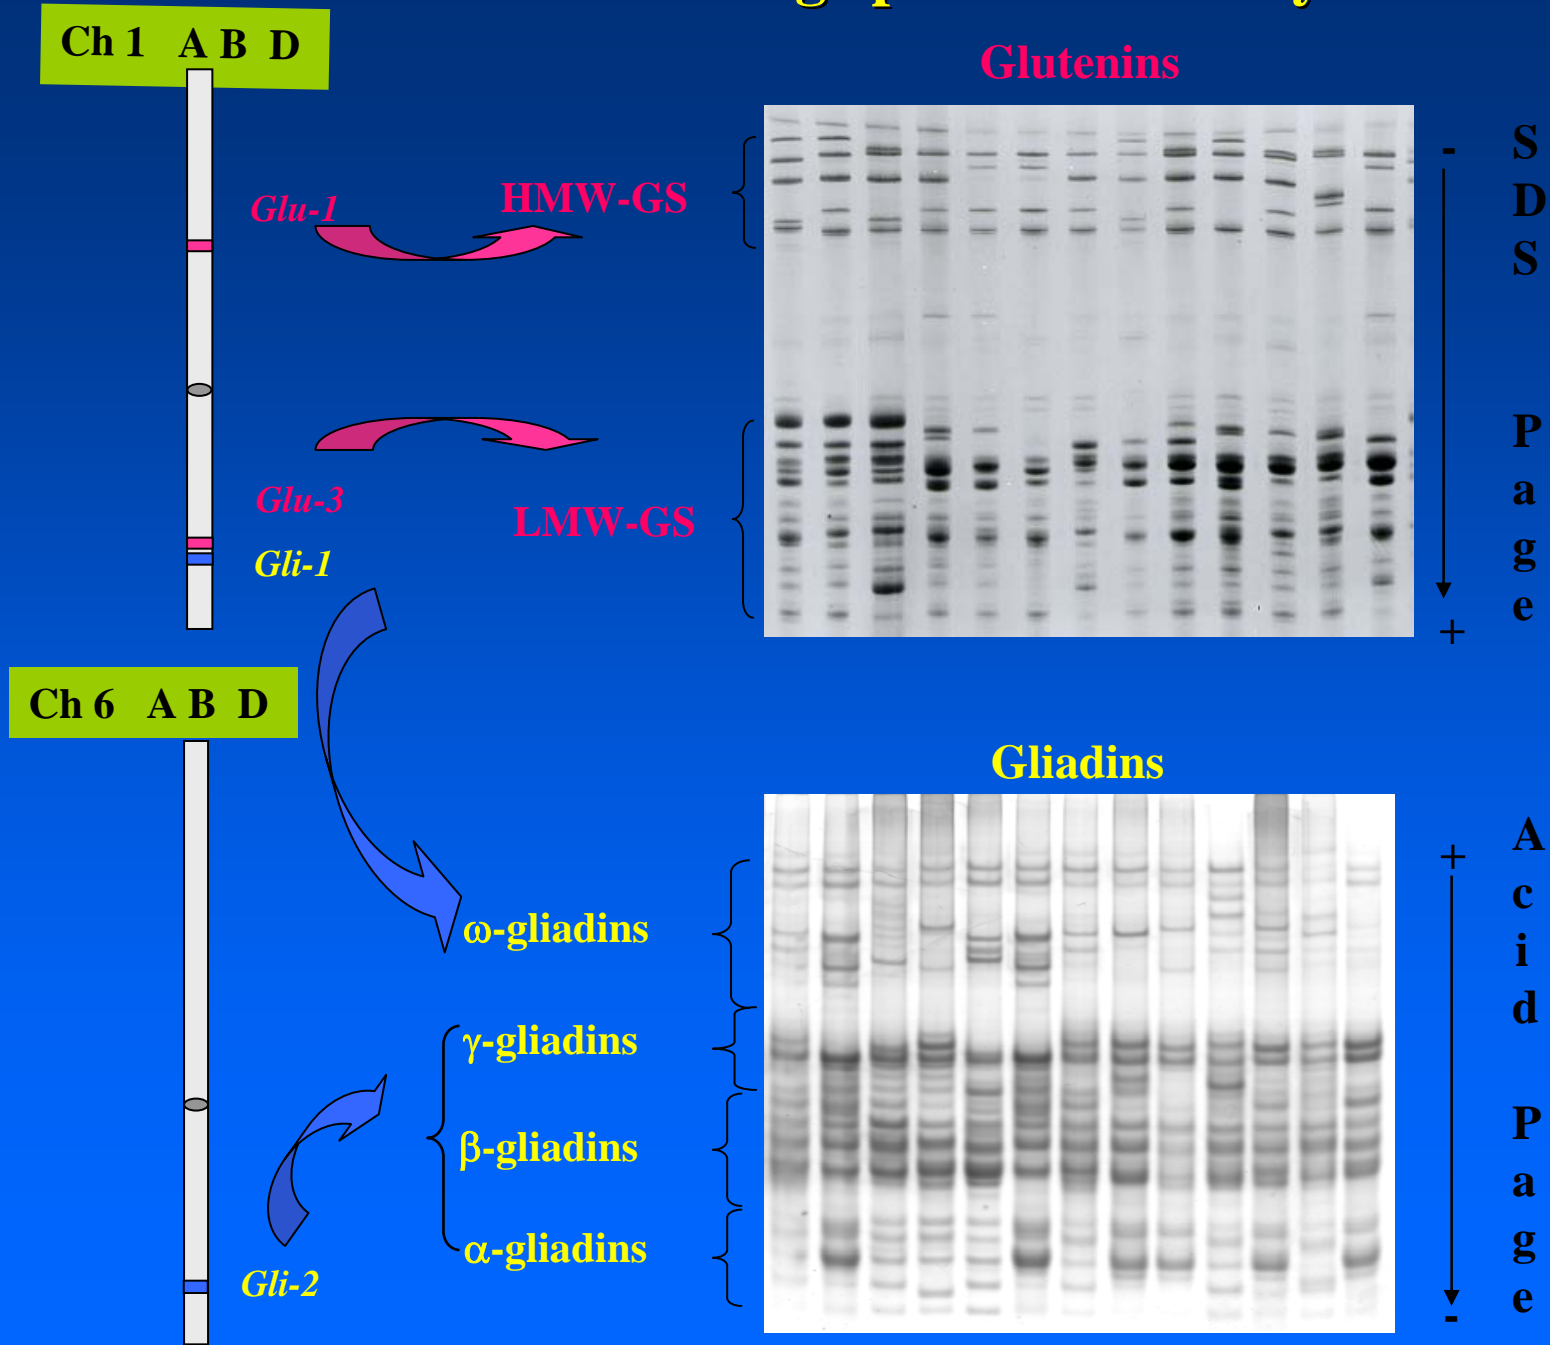 Ch 1 A B D
Glutenins
Glu-1
HMW-GS
Glu-3
LMW-GS
Gli-1
-
+
S
D
S
P
a
g
e
Ch 6 A B D
Gliadins
ω-gliadins
γ-gliadins
β-gliadins
α-gliadins
Gli-2
+
-
A
c
i
d
P
a
g
e